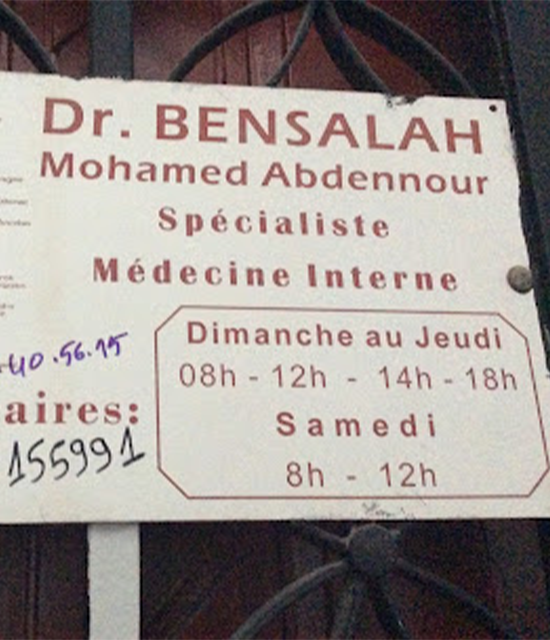 Dr. BENSALAH
Mohamed Abdennour
Spécialiste
Médecine Interne
Dimanche au Jeudi
08h - 12h - 14h - 18h
Samedi
8h - 12h
40.56.15
aires:
155991